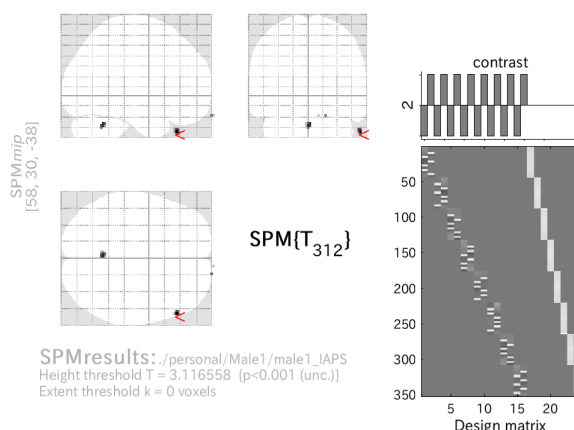 SPMmip
[58, 30, -38]
<
<
<
SPM{T312}
SPMresults: ./personal/Male1/male1_IAPS
Height threshold T = 3.116558 {p<0.001 (unc.)}
Extent threshold k = 0 voxels
contrast
2
50
100
150
200
250
300
350
5 10 15 20
Design matrix